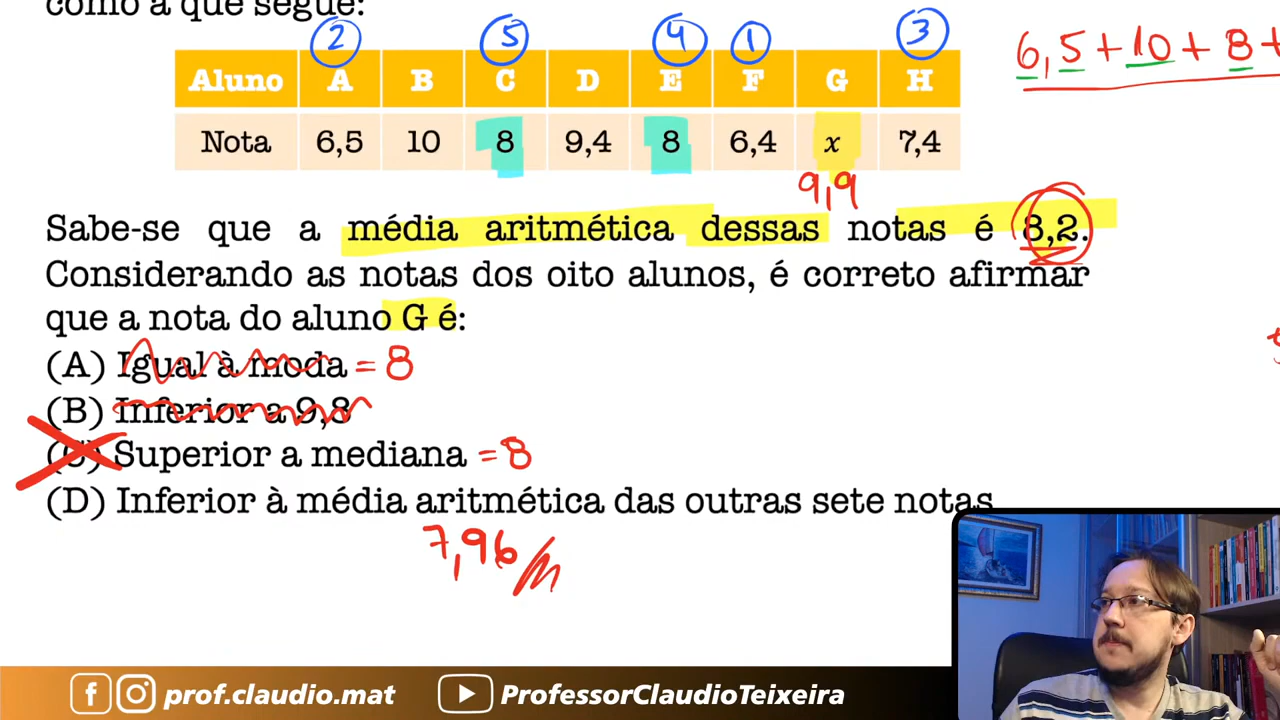 como a que segue:
2 5 4 1 3
6,5 + 10 + 8 +
Aluno A B C D E F G H
Nota 6,5 10 8 9,4 8 6,4 x 7,4
9,9
Sabe-se que a média aritmética dessas notas é 8,2.
Considerando as notas dos oito alunos, é correto afirmar
que a nota do aluno G é:
(A) Igual à moda = 8
(B) Inferior a 9,8
(C) Superior a mediana = 8
(D) Inferior à média aritmética das outras sete notas
7,96
prof.claudio.mat ProfessorClaudioTeixeira